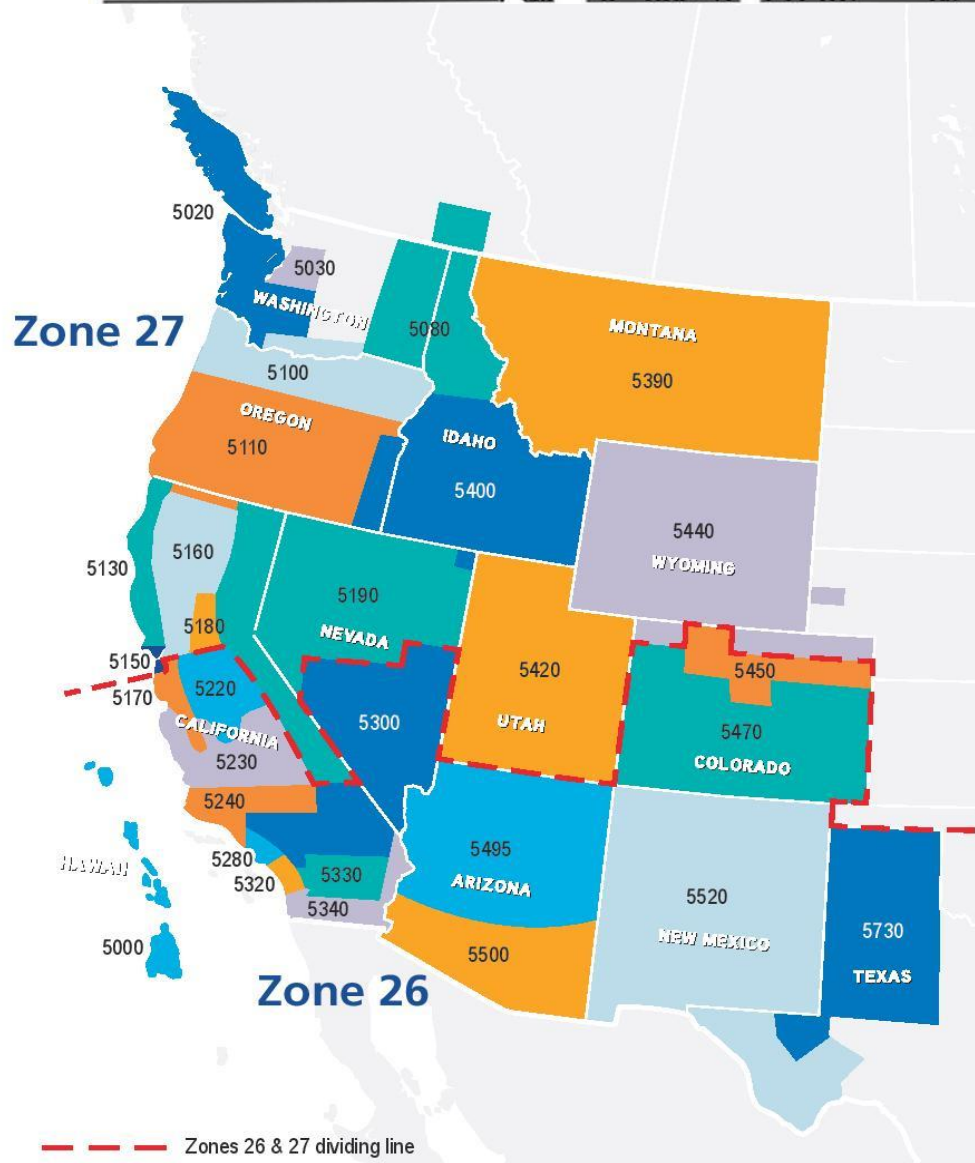 5020
5030
WASHINGTON
Zone 27
5080
MONTANA
5100
5390
OREGON
5110
IDAHO
5400
5440
5160
WYOMING
5130
5190
5180
NEVADA
5150
5420
5450
5170
5220
5300
UTAH
5470
CALIFORNIA
5230
COLORADO
5240
5495
5280
HAWAII
5320
5330
ARIZONA
5520
5340
5730
NEW MEXICO
5000
5500
TEXAS
Zone 26
Zones 26 & 27 dividing line